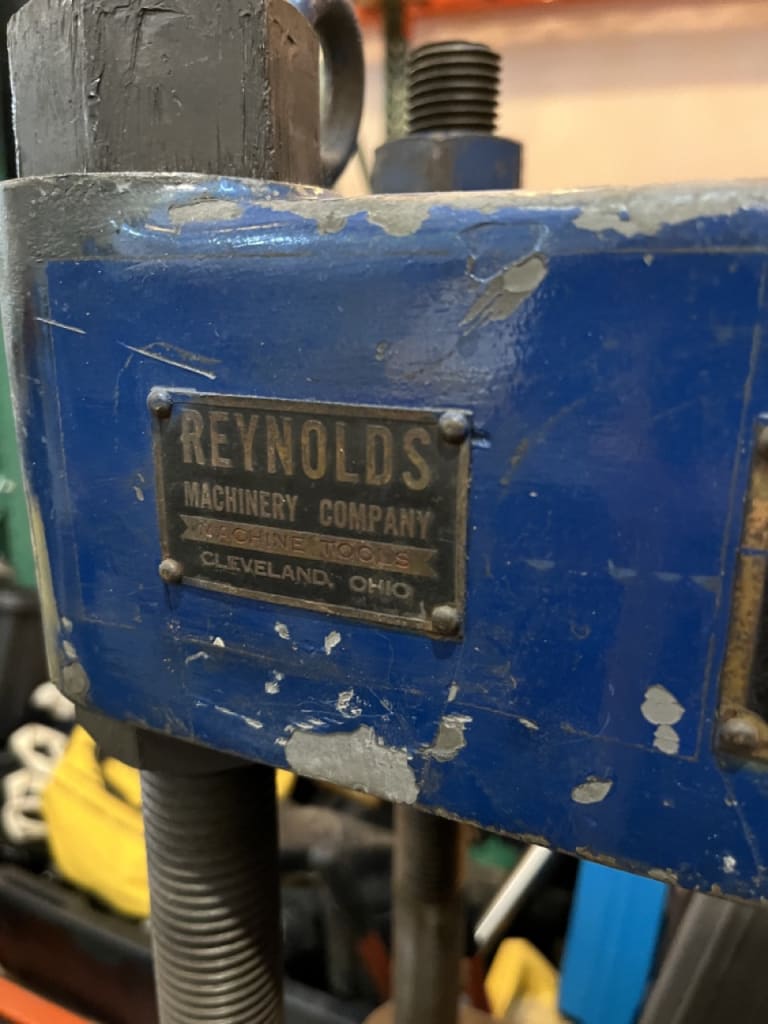 REYNOLDS
MACHINERY COMPANY
MACHINE TOOLS
CLEVELAND, OHIO